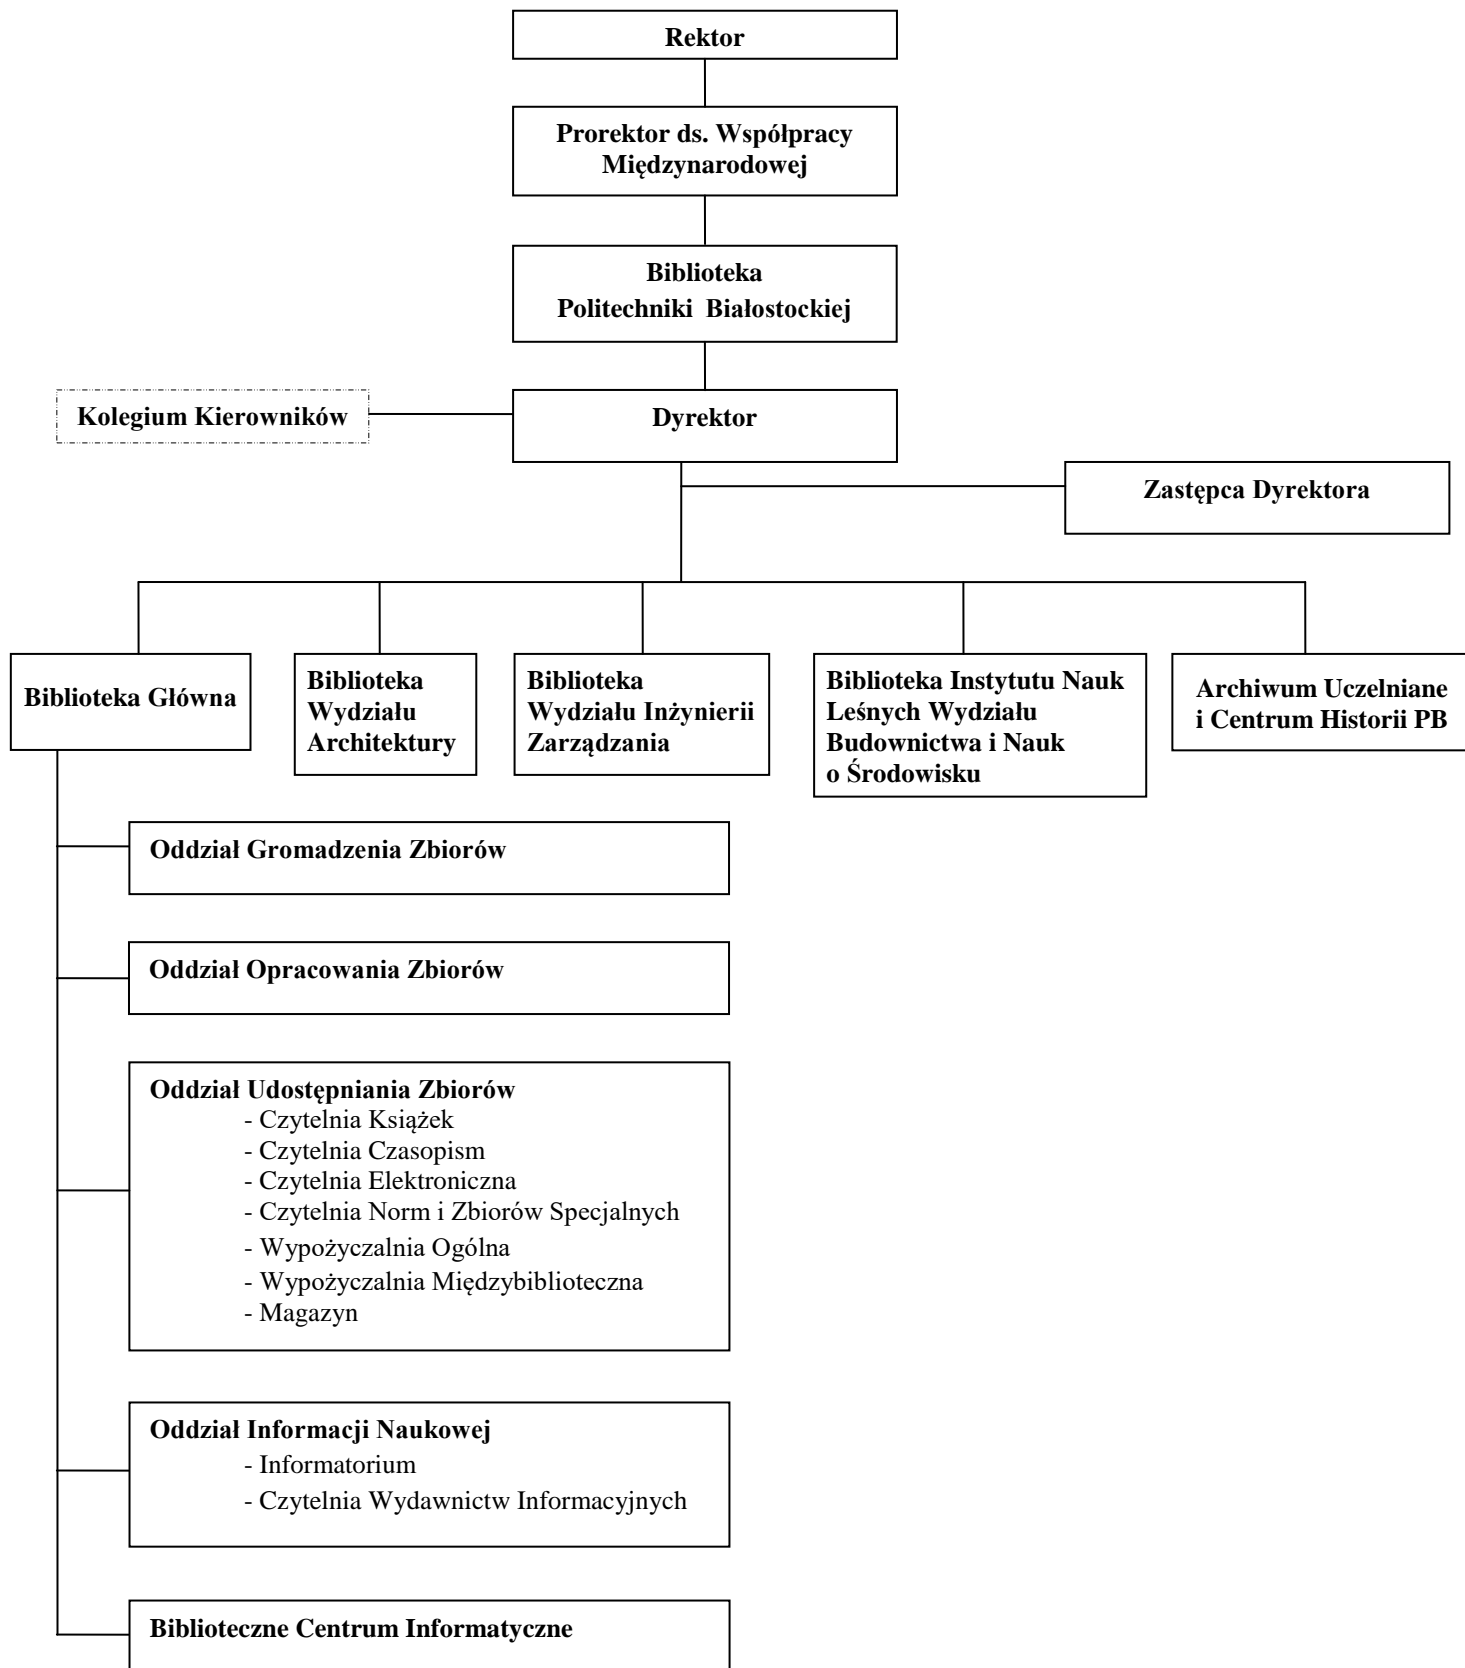 Rektor
Prorektor ds. Współpracy
Międzynarodowej
Biblioteka
Politechniki Białostockiej
Kolegium Kierowników
Dyrektor
Zastępca Dyrektora
Biblioteka Główna
Biblioteka
Wydziału
Architektury
Biblioteka
Wydziału Inżynierii
Zarządzania
Biblioteka Instytutu Nauk
Leśnych Wydziału
Budownictwa i Nauk
o Środowisku
Archiwum Uczelniane
i Centrum Historii PB
Oddział Gromadzenia Zbiorów
Oddział Opracowania Zbiorów
Oddział Udostępniania Zbiorów
- Czytelnia Książek
- Czytelnia Czasopism
- Czytelnia Elektroniczna
- Czytelnia Norm i Zbiorów Specjalnych
- Wypożyczalnia Ogólna
- Wypożyczalnia Międzybiblioteczna
- Magazyn
Oddział Informacji Naukowej
- Informatorium
- Czytelnia Wydawnictw Informacyjnych
Biblioteczne Centrum Informatyczne